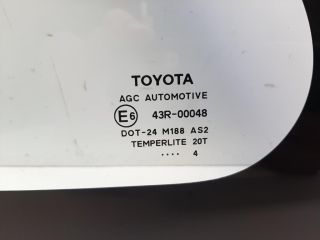 TOYOTA
AGC AUTOMOTIVE
E6 43R-00048
DOT-24 M188 AS2
TEMPERLITE 20T
.... 4